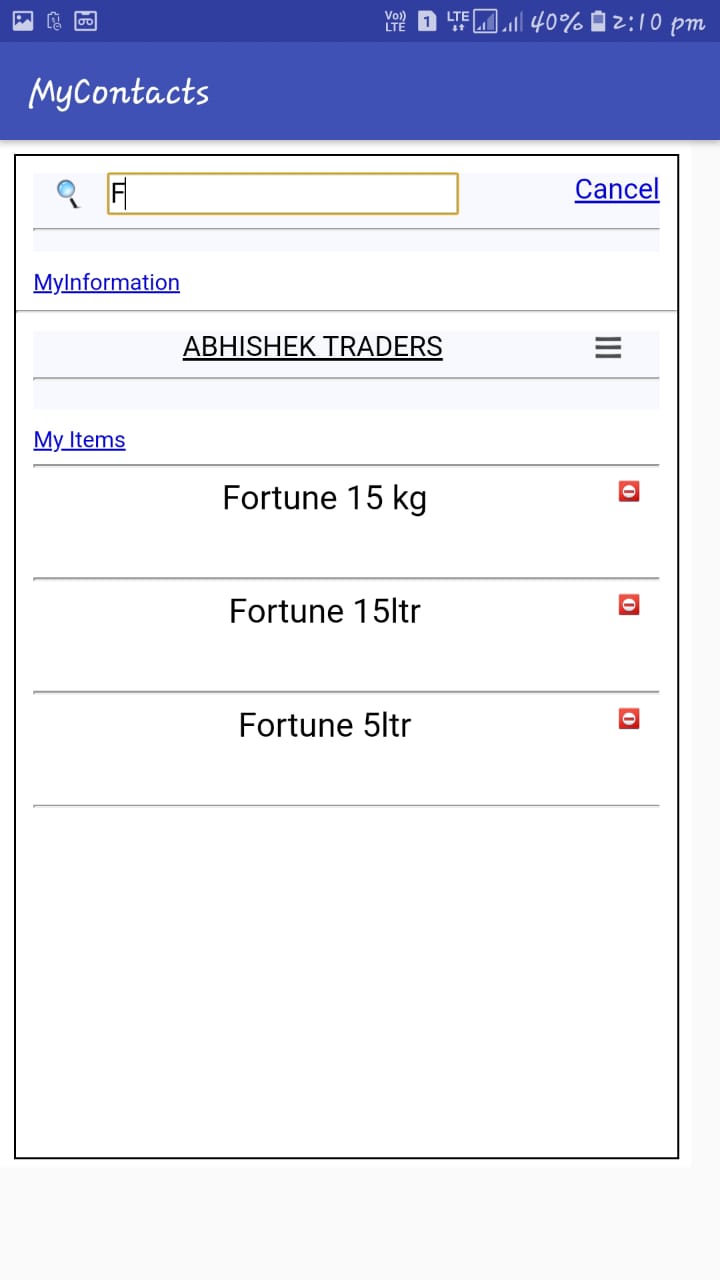 Vo)) LTE 1 LTE 40% 2:10 pm
MyContacts
F Cancel
MyInformation
ABHISHEK TRADERS
My Items
Fortune 15 kg
Fortune 15ltr
Fortune 5ltr